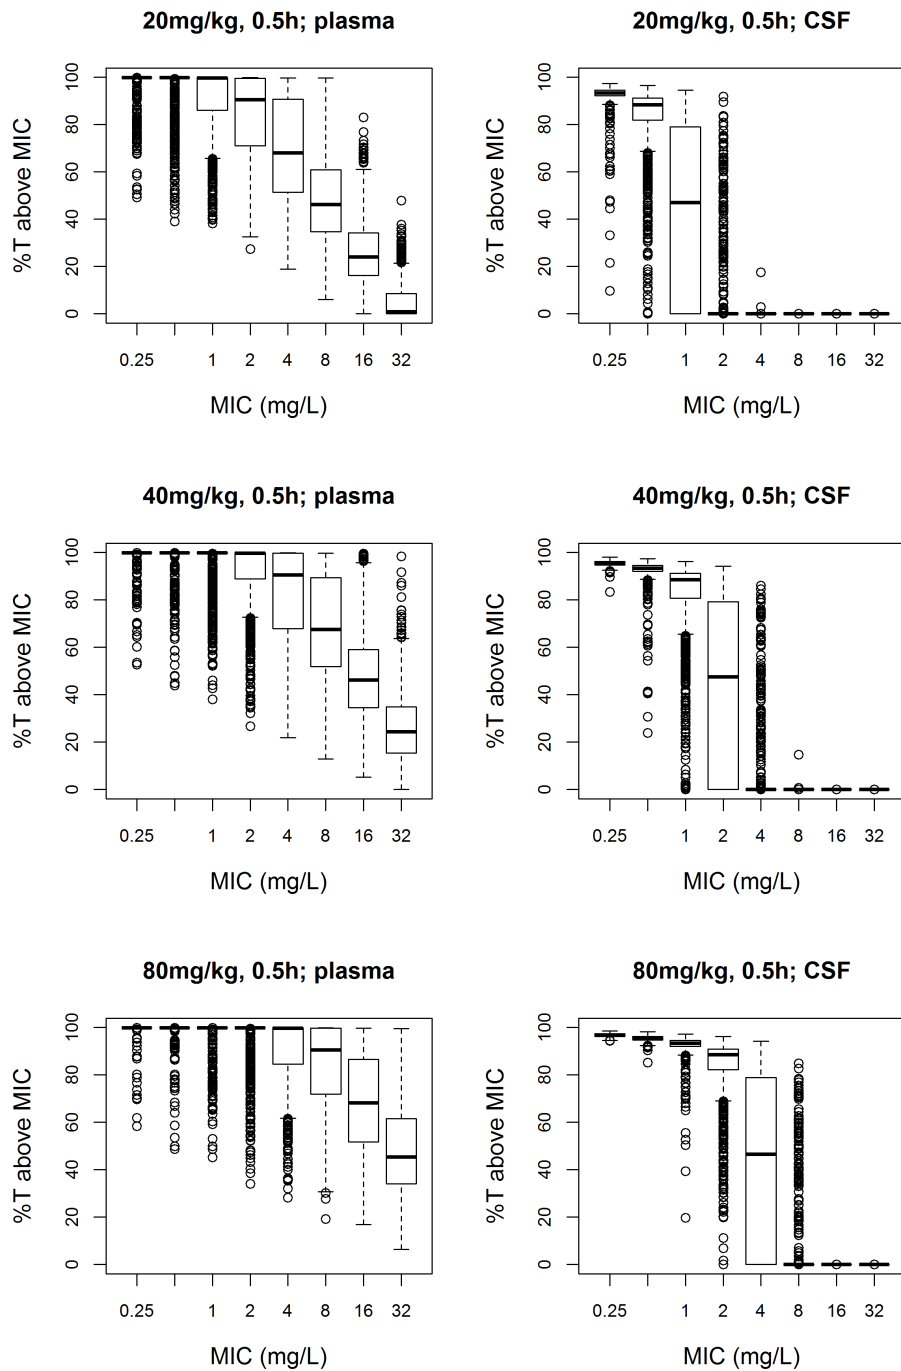 20mg/kg, 0.5h; plasma
%T above MIC
100
80
60
40
20
0
0.25 1 2 4 8 16 32
MIC (mg/L)
20mg/kg, 0.5h; CSF
%T above MIC
100
80
60
40
20
0
0.25 1 2 4 8 16 32
MIC (mg/L)
40mg/kg, 0.5h; plasma
%T above MIC
100
80
60
40
20
0
0.25 1 2 4 8 16 32
MIC (mg/L)
40mg/kg, 0.5h; CSF
%T above MIC
100
80
60
40
20
0
0.25 1 2 4 8 16 32
MIC (mg/L)
80mg/kg, 0.5h; plasma
%T above MIC
100
80
60
40
20
0
0.25 1 2 4 8 16 32
MIC (mg/L)
80mg/kg, 0.5h; CSF
%T above MIC
100
80
60
40
20
0
0.25 1 2 4 8 16 32
MIC (mg/L)